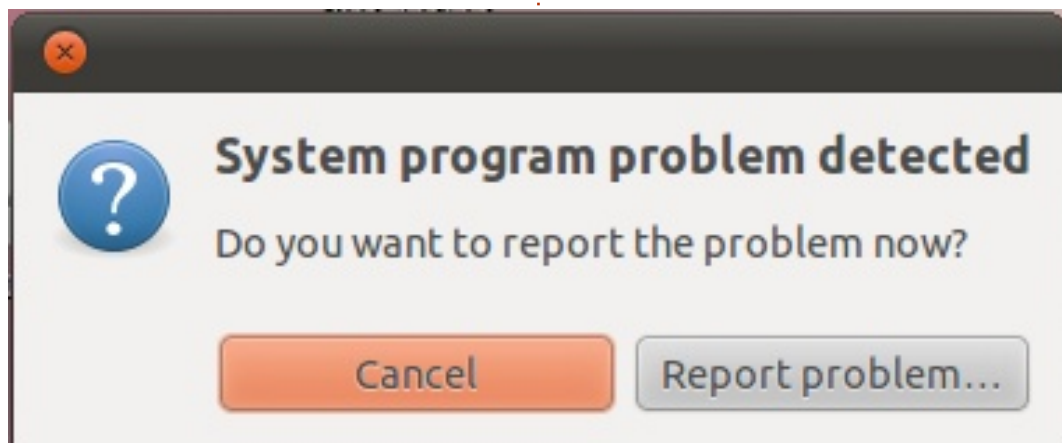 System program problem detected
Do you want to report the problem now?
Cancel
Report problem...